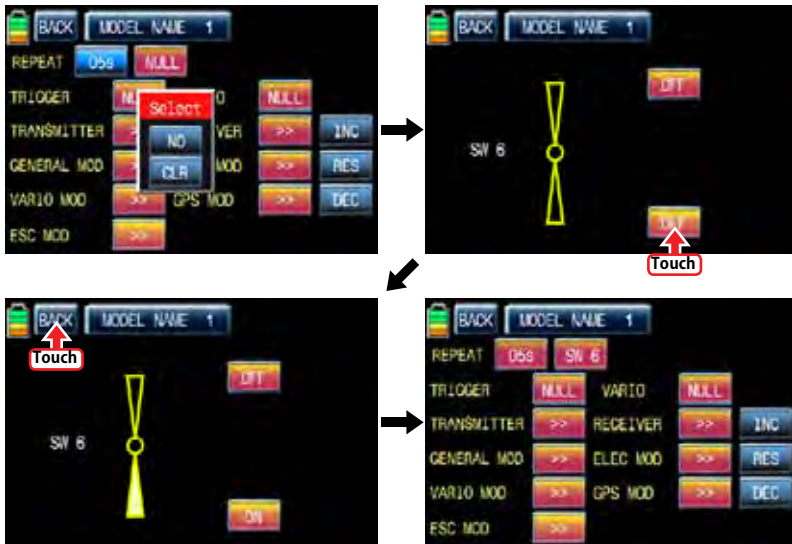 BACK MODEL NAME 1
REPEAT 05s NULL
TRIGGER NULL
Select
TRANSMITTER >> >> INC
NO
GENERAL MOD MOD >> RES
CLR
VARIO MOD >> GPS MOD >> DEC
ESC MOD >>
BACK MODEL NAME 1
OFF
SW 6
Touch
BACK MODEL NAME 1
Touch
OFF
SW 6
ON
BACK MODEL NAME 1
REPEAT 05s SW 6
TRIGGER NULL VARIO NULL
TRANSMITTER >> RECEIVER >> INC
GENERAL MOD >> ELEC MOD >> RES
VARIO MOD >> GPS MOD >> DEC
ESC MOD >>